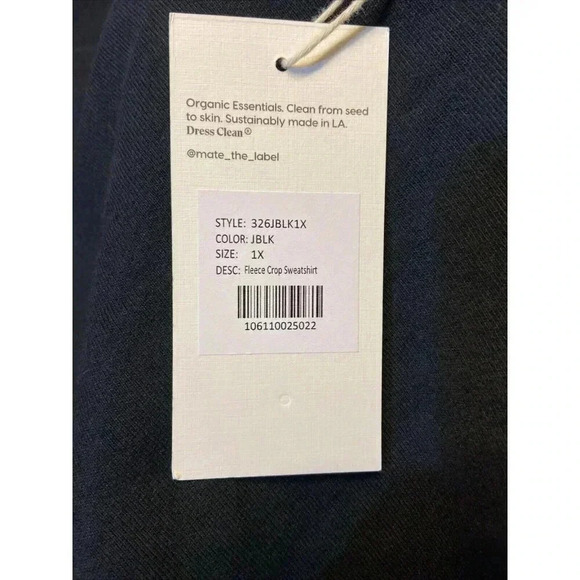 Organic Essentials. Clean from seed
to skin. Sustainably made in LA.
Dress Clean®
@mate_the_label
STYLE: 326JBLK1X
COLOR: JBLK
SIZE: 1X
DESC: Fleece Crop Sweatshirt
106110025022